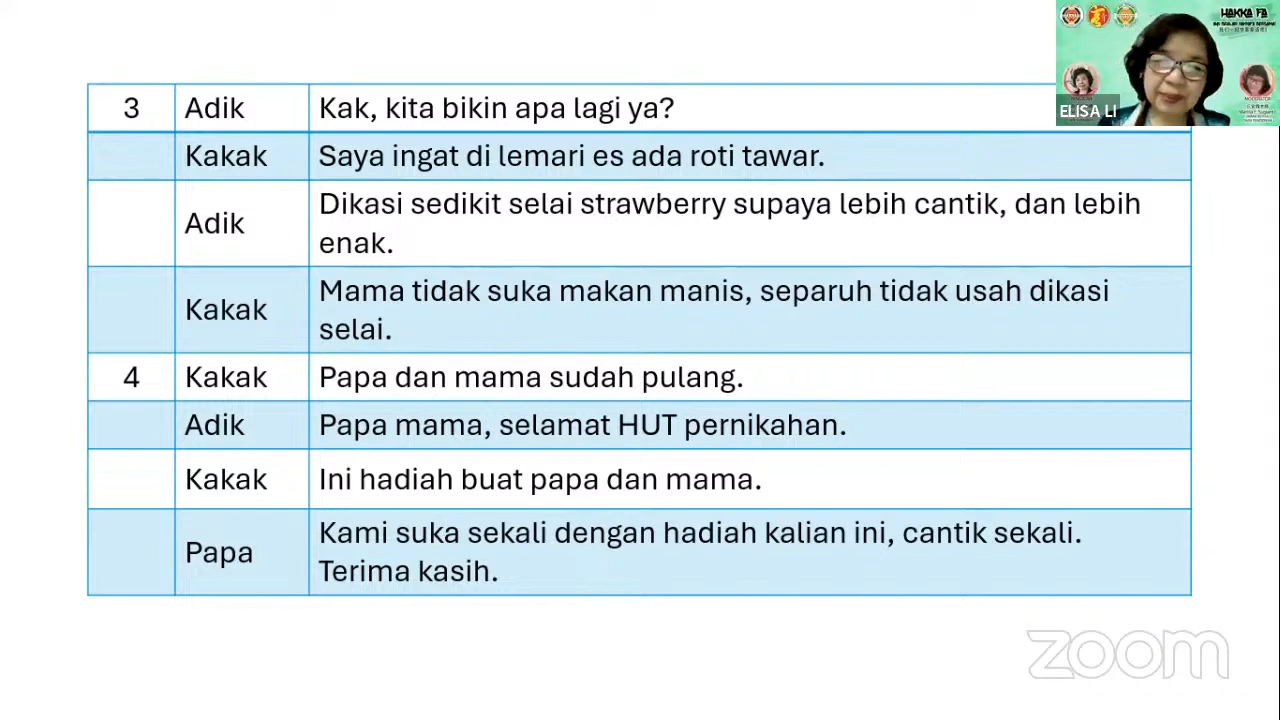 HAKKA FA
ELISA LI
MODERATOR
3 Adik Kak, kita bikin apa lagi ya?
Kakak Saya ingat di lemari es ada roti tawar.
Adik Dikasi sedikit selai strawberry supaya lebih cantik, dan lebih
enak.
Kakak Mama tidak suka makan manis, separuh tidak usah dikasi
selai.
4 Kakak Papa dan mama sudah pulang.
Adik Papa mama, selamat HUT pernikahan.
Kakak Ini hadiah buat papa dan mama.
Papa Kami suka sekali dengan hadiah kalian ini, cantik sekali.
Terima kasih.
zoom